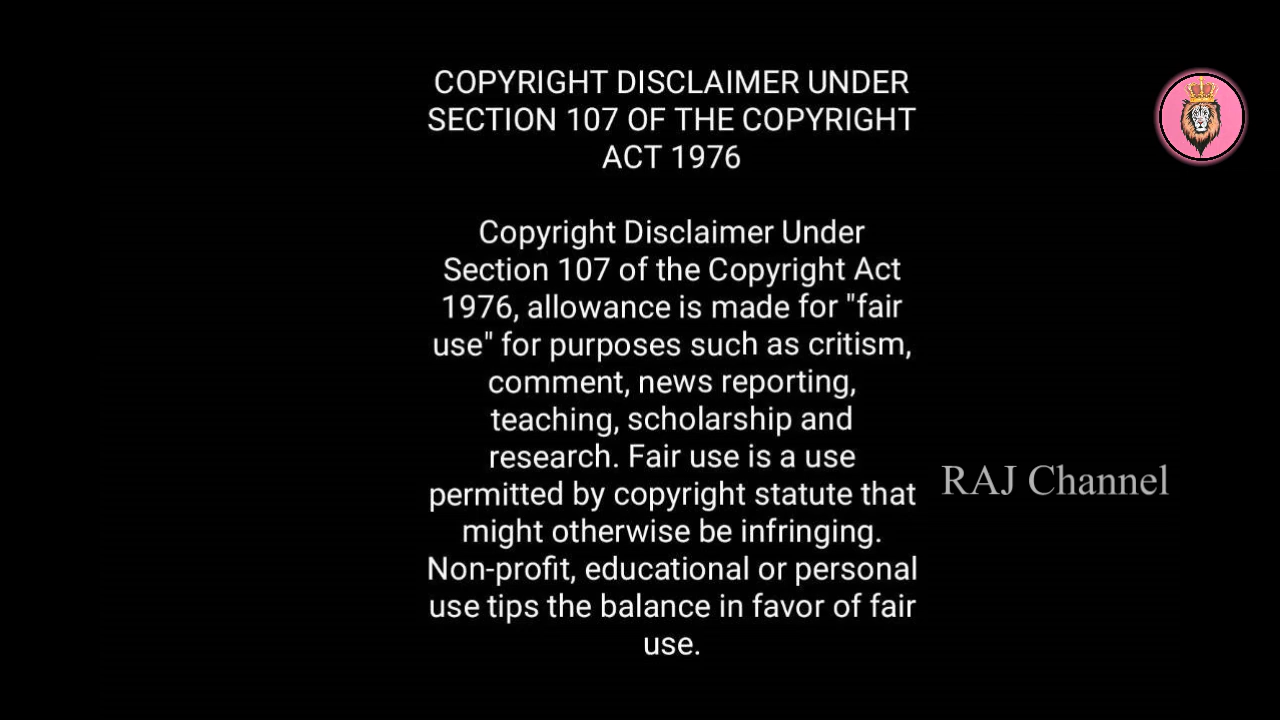 COPYRIGHT DISCLAIMER UNDER
SECTION 107 OF THE COPYRIGHT
ACT 1976
Copyright Disclaimer Under
Section 107 of the Copyright Act
1976, allowance is made for "fair
use" for purposes such as critism,
comment, news reporting,
teaching, scholarship and
research. Fair use is a use
permitted by copyright statute that
might otherwise be infringing.
Non-profit, educational or personal
use tips the balance in favor of fair
use.
RAJ Channel